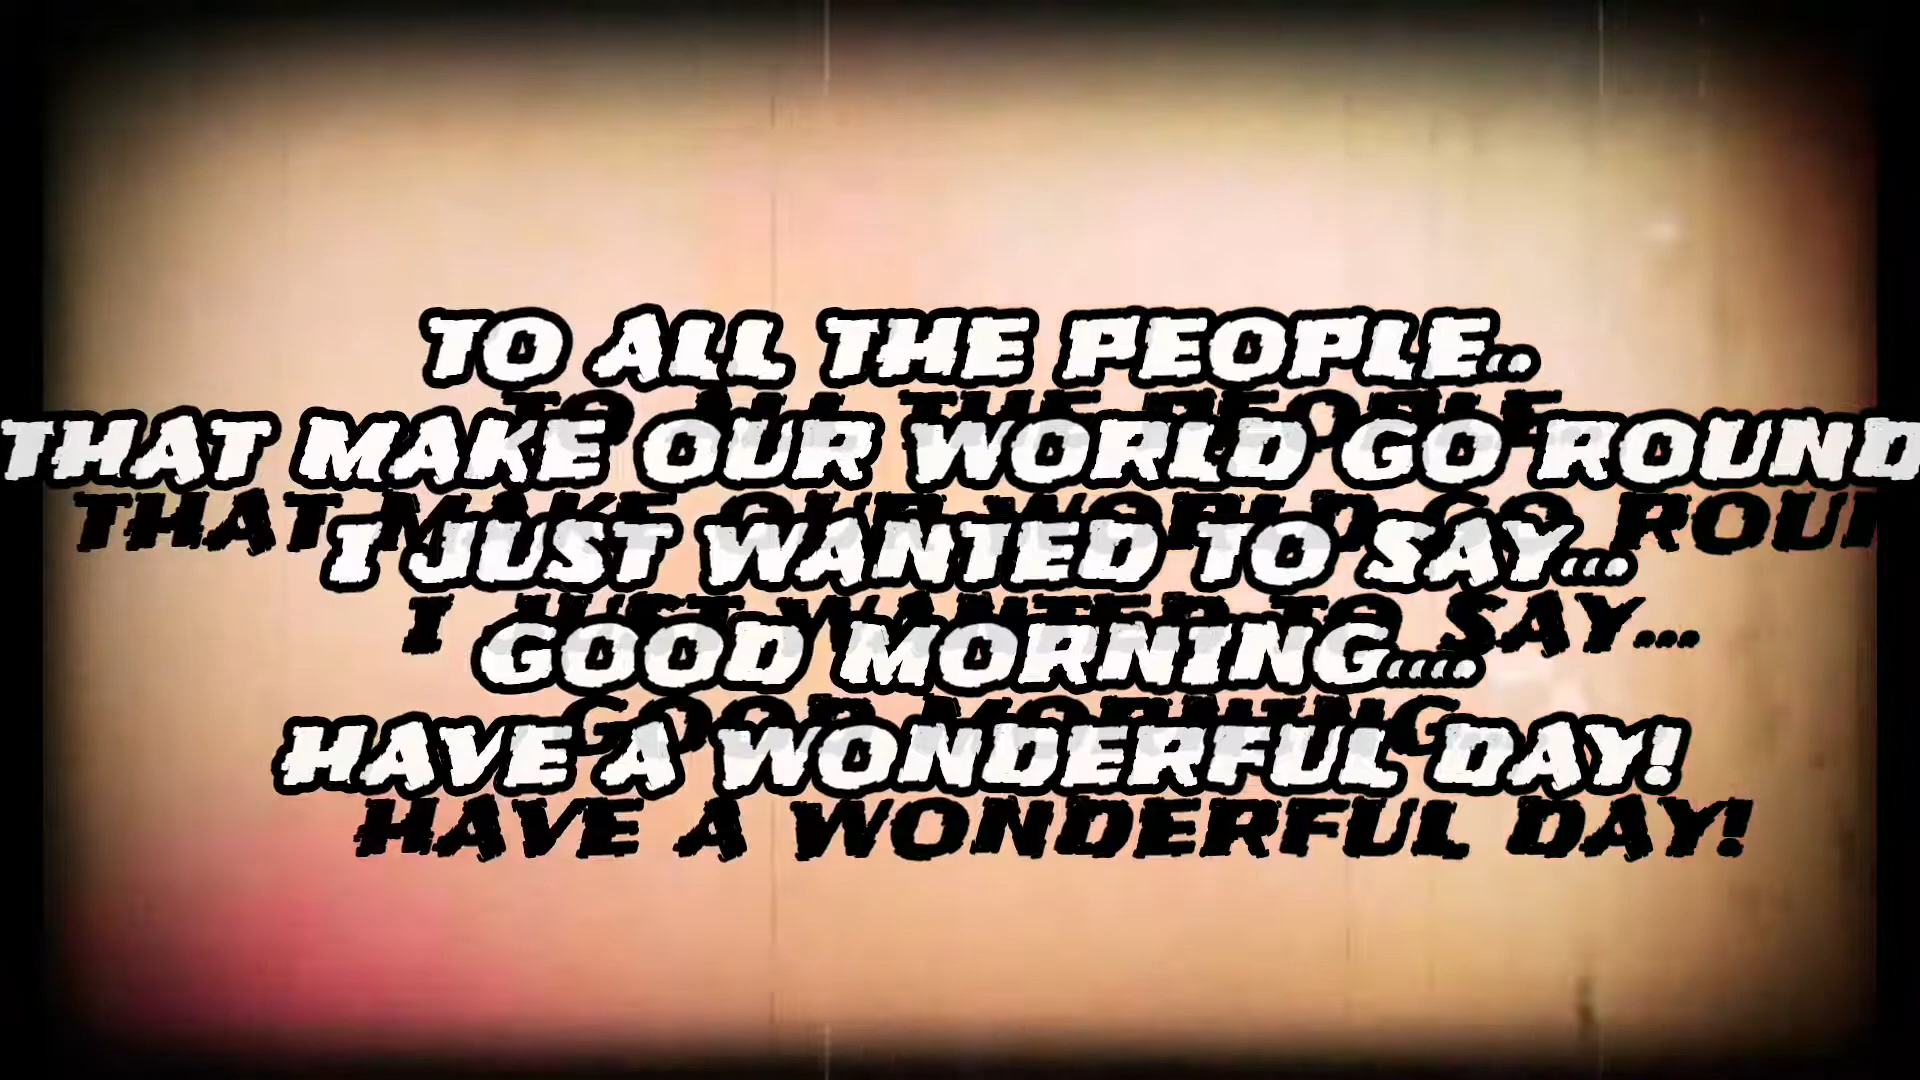 TO ALL THE PEOPLE..
THAT MAKE OUR WORLD GO ROUND
I JUST WANTED TO SAY...
GOOD MORNING....
HAVE A WONDERFUL DAY!